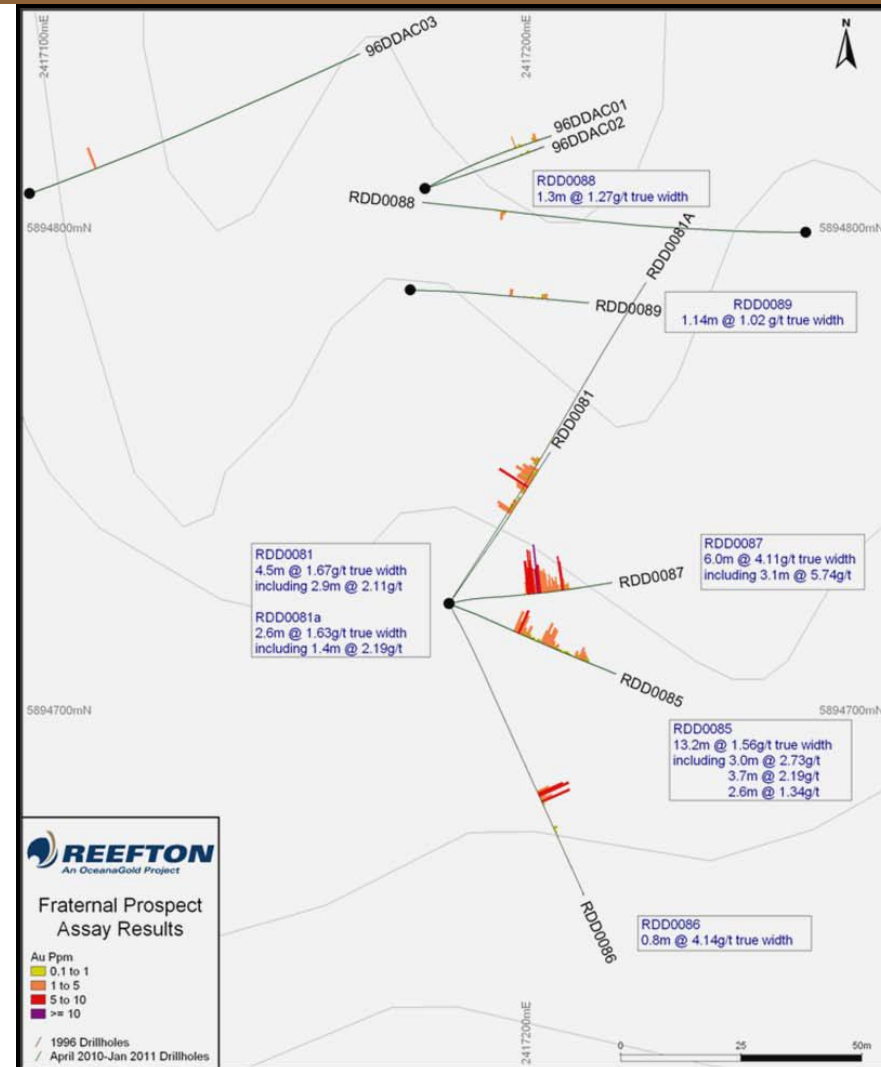 2417100mE
2417200mE
N
96DDAC03
96DDAC01
96DDAC02
RDD0088
RDD0088
1.3m @ 1.27g/t true width
RDD0081A
5894800mN
5894800mN
RDD0089
RDD0089
1.14m @ 1.02 g/t true width
RDD0081
RDD0081
4.5m @ 1.67g/t true width
including 2.9m @ 2.11g/t
RDD0081a
2.6m @ 1.63g/t true width
including 1.4m @ 2.19g/t
RDD0087
RDD0087
6.0m @ 4.11g/t true width
including 3.1m @ 5.74g/t
RDD0085
5894700mN
5894700mN
RDD0085
13.2m @ 1.56g/t true width
including 3.0m @ 2.73g/t
3.7m @ 2.19g/t
2.6m @ 1.34g/t
RDD0086
RDD0086
0.8m @ 4.14g/t true width
REEFTON
An OceanaGold Project
Fraternal Prospect
Assay Results
Au Ppm
0.1 to 1
1 to 5
5 to 10
>= 10
/ 1996 Drillholes
/ April 2010-Jan 2011 Drillholes
2417200mE
0 25 50m